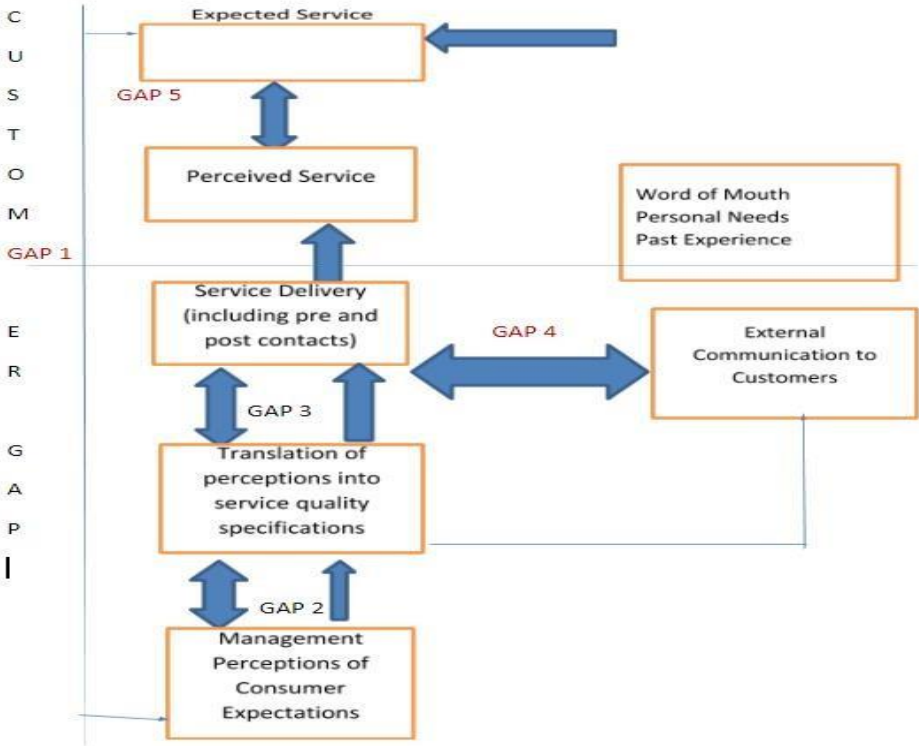 Expected Service
C
U
S
T
O
M
GAP 1
E
R
G
A
P
GAP 5
Perceived Service
Word of Mouth
Personal Needs
Past Experience
Service Delivery
(including pre and
post contacts)
GAP 4
External
Communication to
Customers
GAP 3
Translation of
perceptions into
service quality
specifications
GAP 2
Management
Perceptions of
Consumer
Expectations